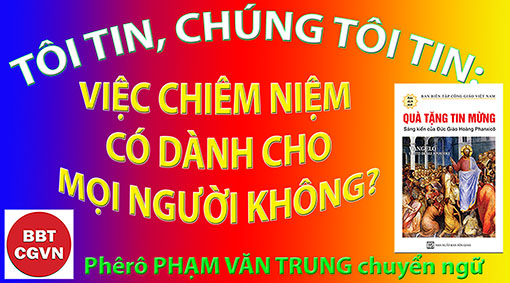 TÔI TIN, CHÚNG TÔI TIN:
VIỆC CHIÊM NIỆM
CÓ DÀNH CHO
MỌI NGƯỜI KHÔNG?
BAN BIÊN TẬP CÔNG GIÁO VIỆT NAM
QUÀ TẶNG TIN MỪNG
Sáng kiến của Đức Giáo Hoàng Phanxicô
BBT
CGVN
Phêrô PHẠM VĂN TRUNG chuyển ngữ